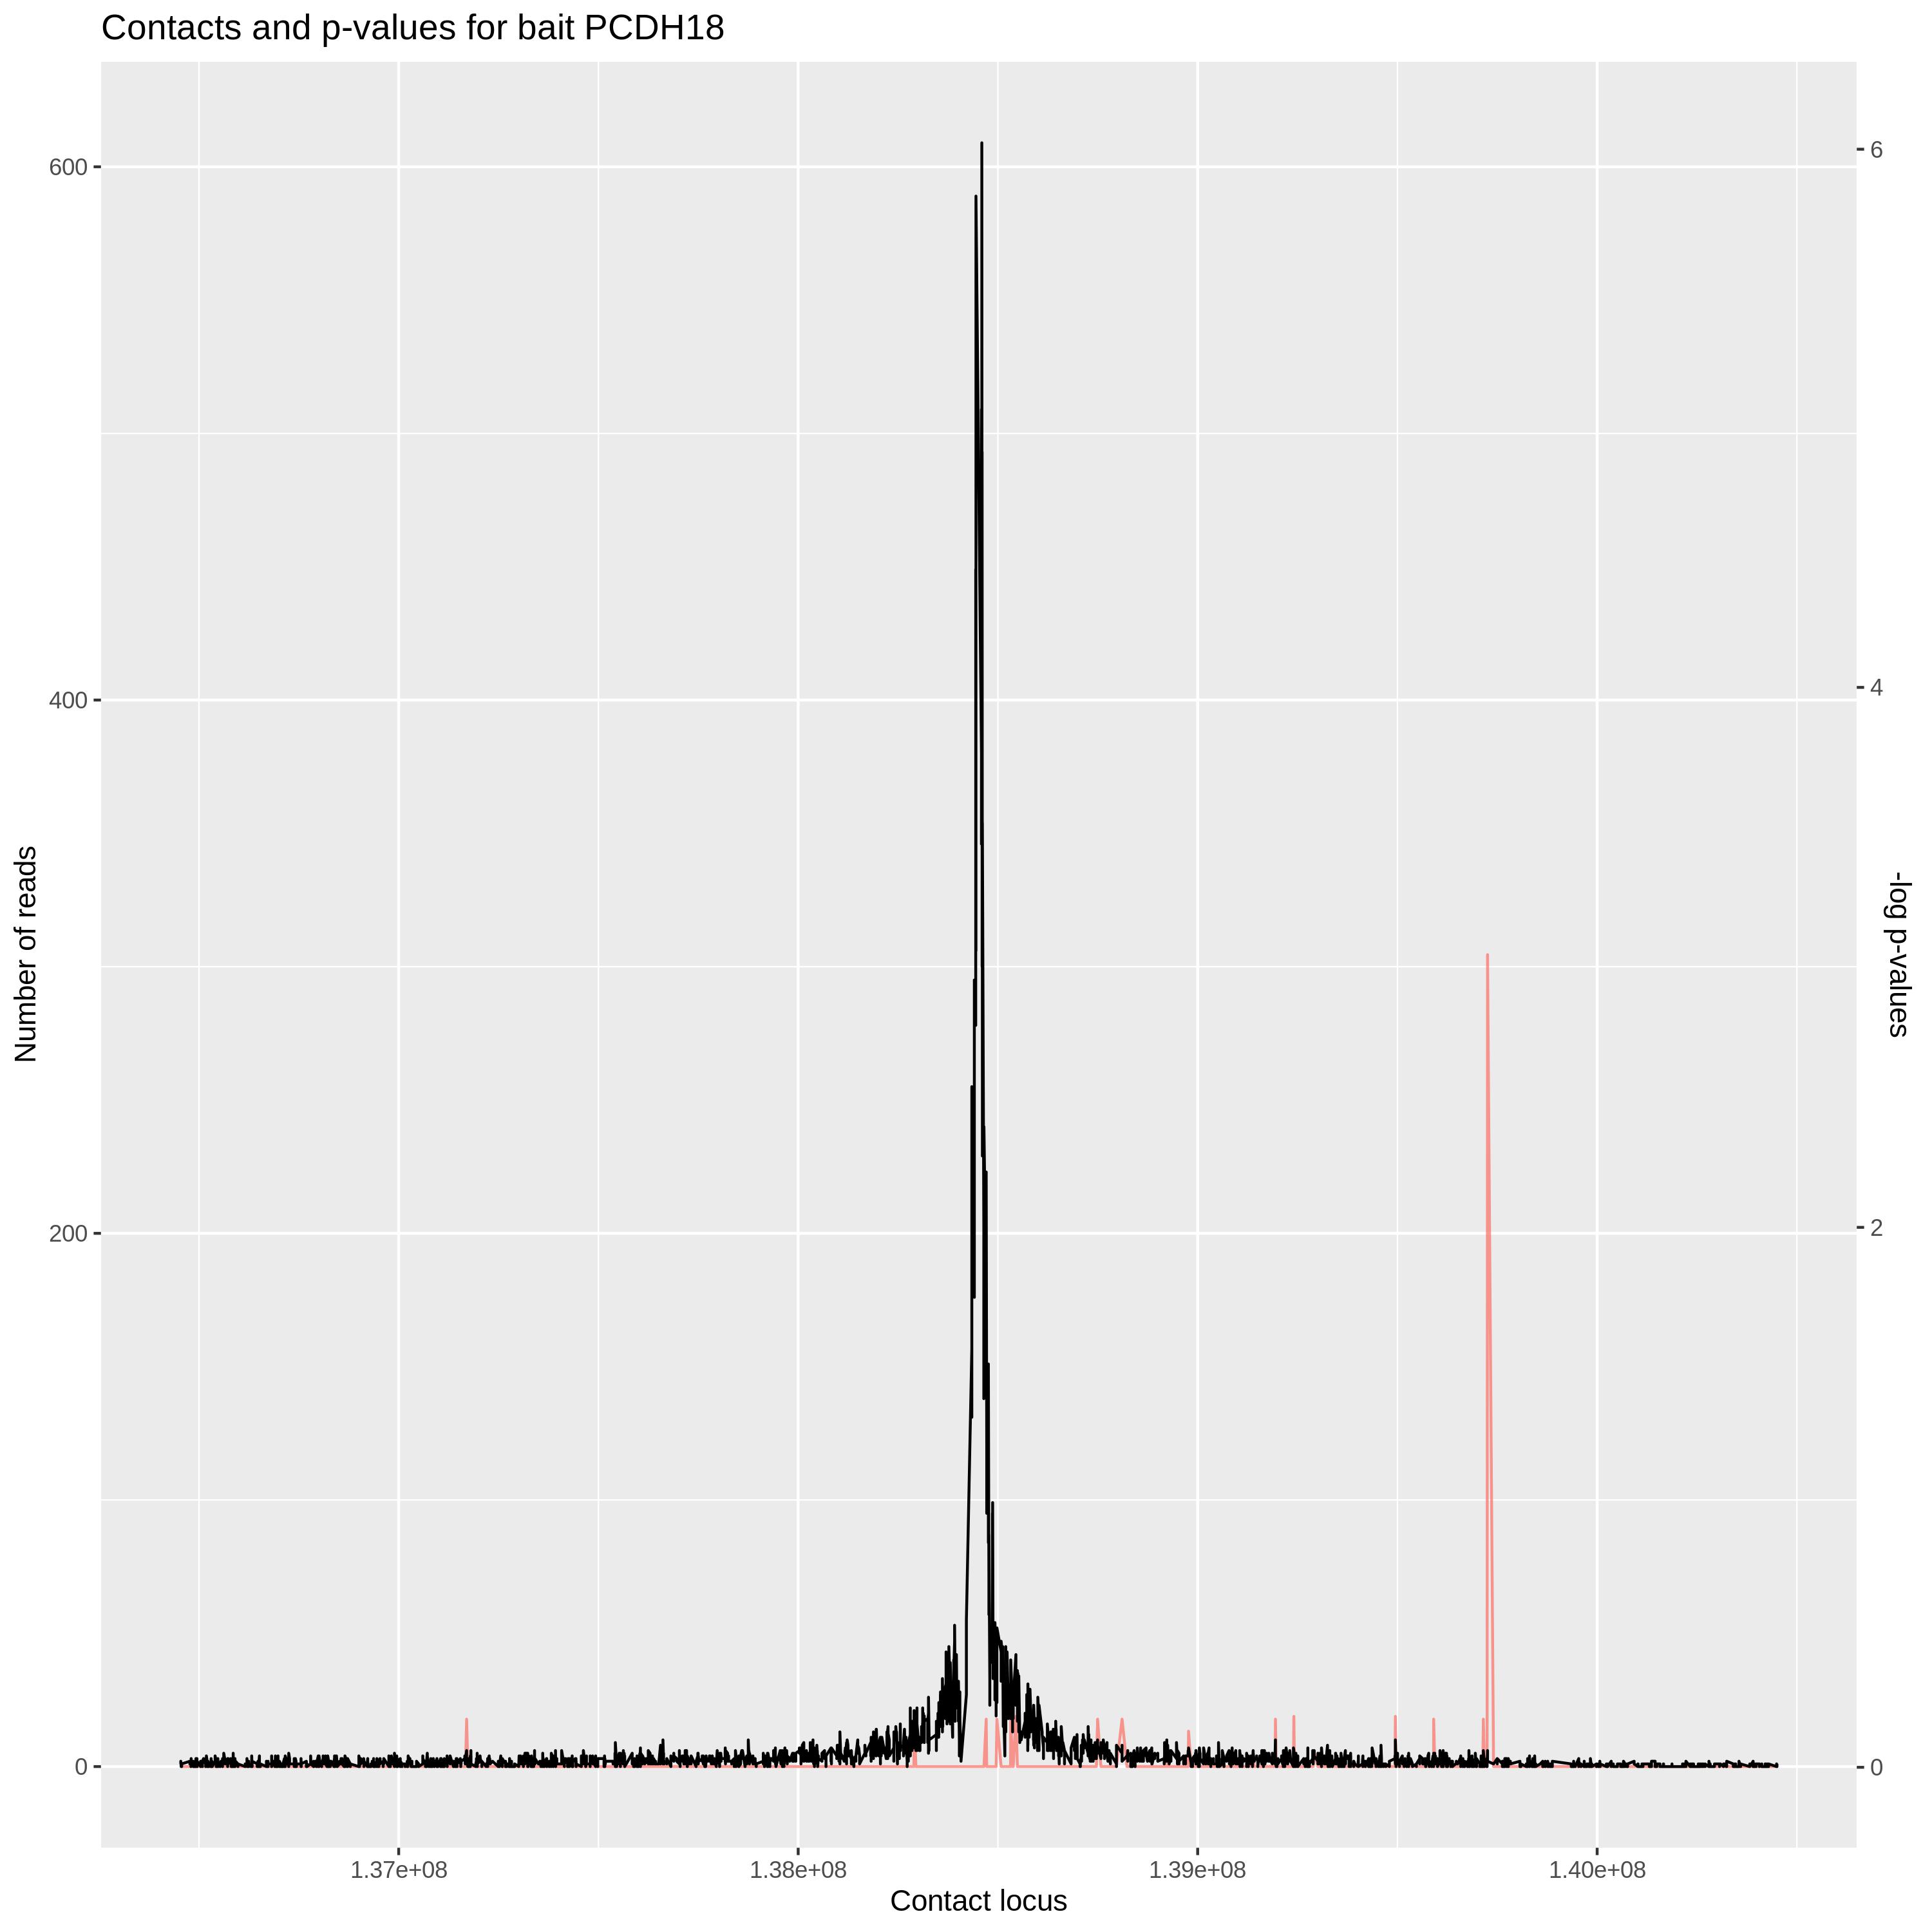 Contacts and p-values for bait PCDH18
600
400
200
0
6
4
2
0
Number of reads
-log p-values
1.37e+08
1.38e+08
1.39e+08
1.40e+08
Contact locus